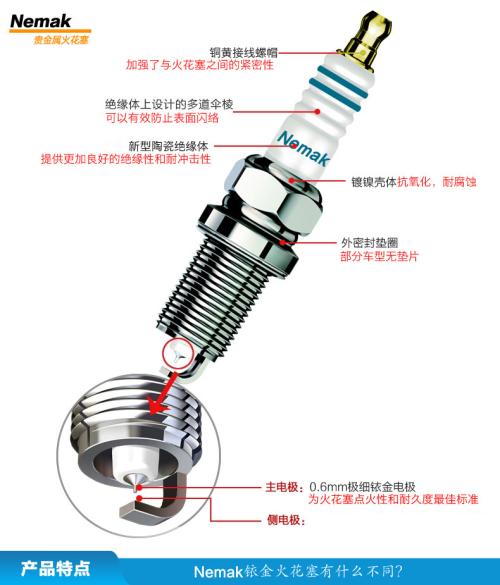 Nemak
贵金属火花塞
铜黄接线螺帽
加强了与火花塞之间的紧密性
绝缘体上设计的多道伞棱
可以有效防止表面闪络
新型陶瓷绝缘体
提供更加良好的绝缘性和耐冲击性
Nemak
镀镍壳体抗氧化，耐腐蚀
外密封垫圈
部分车型无垫片
主电极：0.6mm极细铱金电极
为火花塞点火性和耐久度最佳标准
侧电极：
产品特点
Nemak铱金火花塞有什么不同？